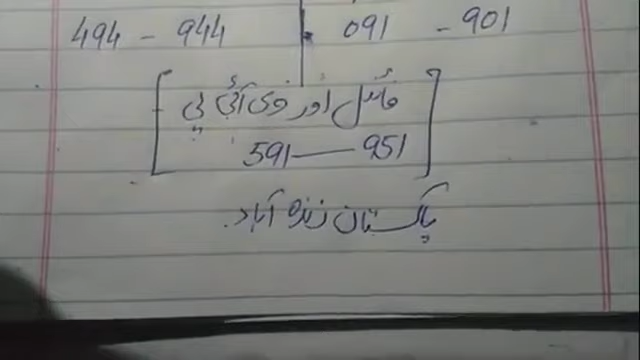 494 - 944 091 - 901
فائنل اور وی آئی پی
591 — 951
پاکستان زندہ آباد.